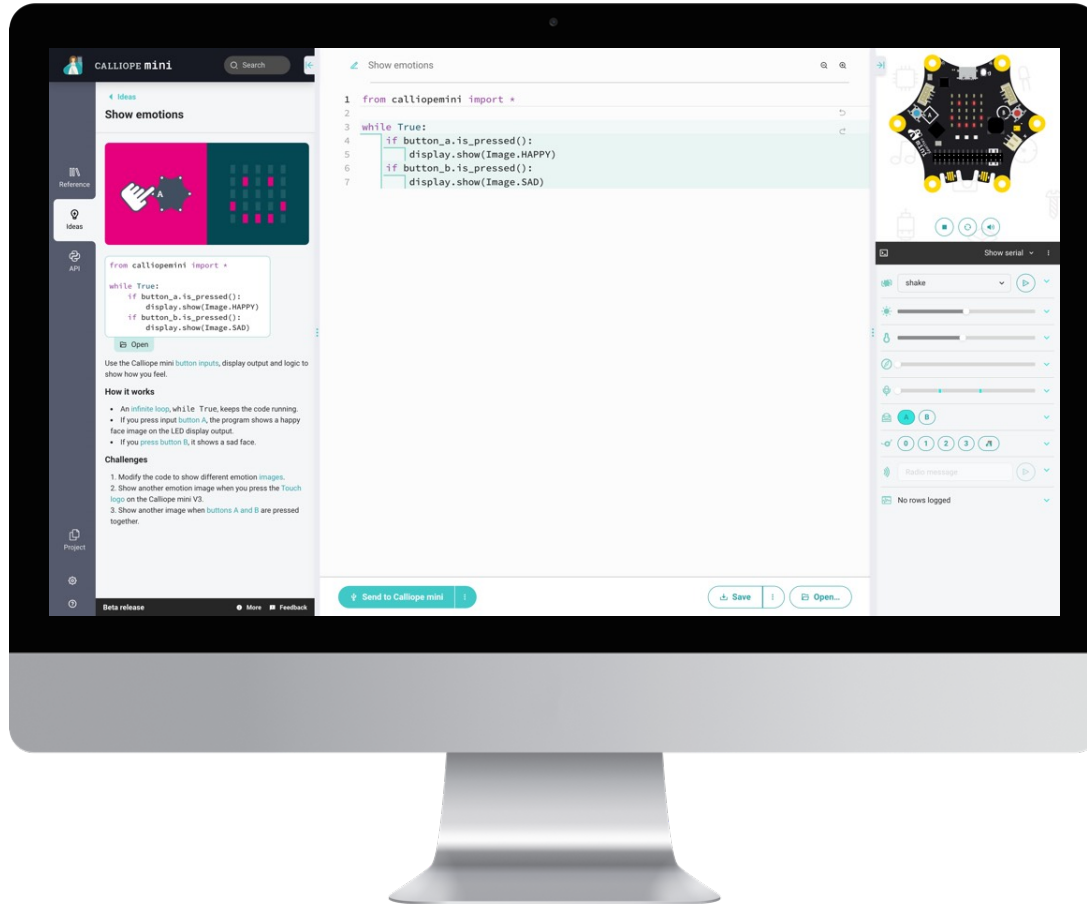 CALLIOPE mini
Search
Ideas
Show emotions
Reference
Ideas
API
A
from calliopemini import *
while True:
if button_a.is_pressed():
display.show(Image.HAPPY)
if button_b.is_pressed():
display.show(Image.SAD)
Open
Use the Calliope mini button inputs, display output and logic to
show how you feel.
How it works
• An infinite loop, while True, keeps the code running.
• If you press input button A, the program shows a happy
face image on the LED display output.
• If you press button B, it shows a sad face.
Challenges
1. Modify the code to show different emotion images.
2. Show another emotion image when you press the Touch
logo on the Calliope mini V3.
3. Show another image when buttons A and B are pressed
together.
Project
Beta release
More
Feedback
Show emotions
1 from calliopemini import *
2
3 while True:
4 if button_a.is_pressed():
5 display.show(Image.HAPPY)
6 if button_b.is_pressed():
7 display.show(Image.SAD)
Send to Calliope mini
Save
Open...
A
B
mini
Show serial
shake
A B
0 1 2 3
Radio message
No rows logged